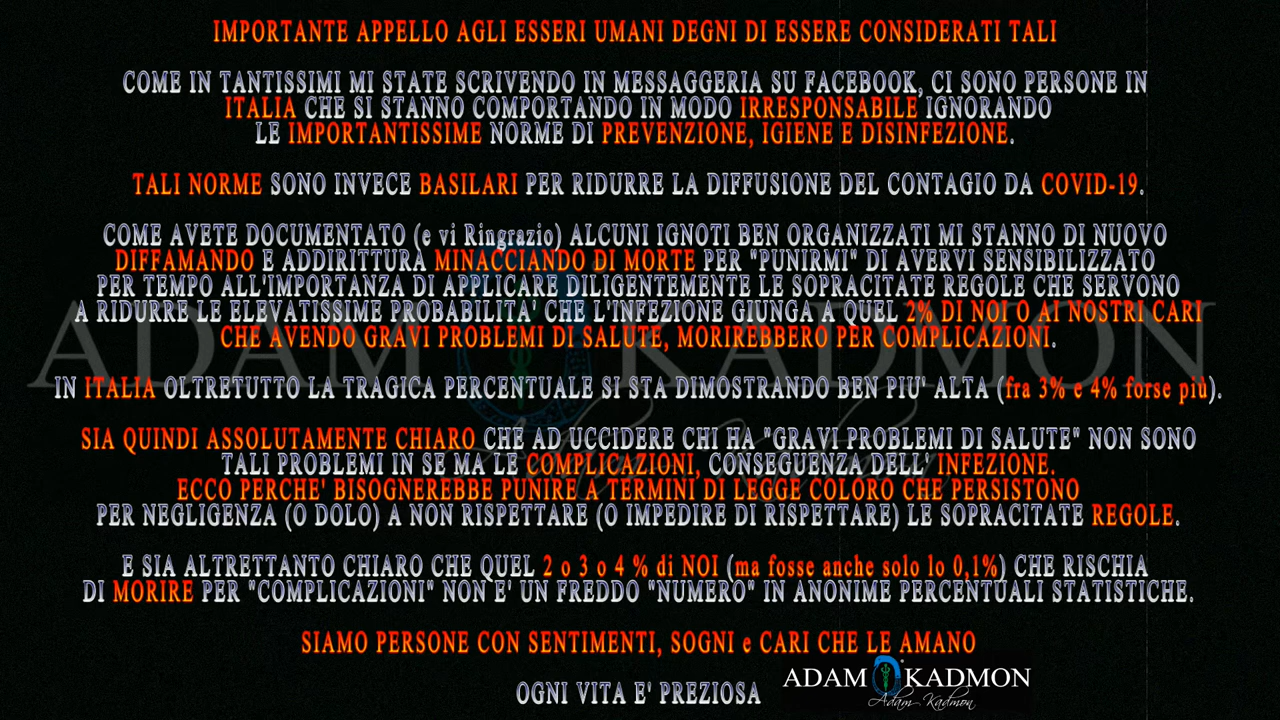 IMPORTANTE APPELLO AGLI ESSERI UMANI DEGNI DI ESSERE CONSIDERATI TALI
COME IN TANTISSIMI MI STATE SCRIVENDO IN MESSAGGERIA SU FACEBOOK, CI SONO PERSONE IN
ITALIA CHE SI STANNO COMPORTANDO IN MODO IRRESPONSABILE IGNORANDO
LE IMPORTANTISSIME NORME DI PREVENZIONE, IGIENE E DISINFEZIONE.
TALI NORME SONO INVECE BASILARI PER RIDURRE LA DIFFUSIONE DEL CONTAGIO DA COVID-19.
COME AVETE DOCUMENTATO (e vi Ringrazio) ALCUNI IGNOTI BEN ORGANIZZATI MI STANNO DI NUOVO
DIFFAMANDO E ADDIRITTURA MINACCIANDO DI MORTE PER "PUNIRMI" DI AVERVI SENSIBILIZZATO
PER TEMPO ALL'IMPORTANZA DI APPLICARE DILIGENTEMENTE LE SOPRACITATE REGOLE CHE SERVONO
A RIDURRE LE ELEVATISSIME PROBABILITA' CHE L'INFEZIONE GIUNGA A QUEL 2% DI NOI O AI NOSTRI CARI
CHE AVENDO GRAVI PROBLEMI DI SALUTE, MORIREBBERO PER COMPLICAZIONI.
IN ITALIA OLTRETUTTO LA TRAGICA PERCENTUALE SI STA DIMOSTRANDO BEN PIU' ALTA (fra 3% e 4% forse più).
SIA QUINDI ASSOLUTAMENTE CHIARO CHE AD UCCIDERE CHI HA "GRAVI PROBLEMI DI SALUTE" NON SONO
TALI PROBLEMI IN SE MA LE COMPLICAZIONI, CONSEGUENZA DELL' INFEZIONE.
ECCO PERCHE' BISOGNEREBBE PUNIRE A TERMINI DI LEGGE COLORO CHE PERSISTONO
PER NEGLIGENZA (O DOLO) A NON RISPETTARE (O IMPEDIRE DI RISPETTARE) LE SOPRACITATE REGOLE.
E SIA ALTRETTANTO CHIARO CHE QUEL 2 o 3 o 4 % di NOI (ma fosse anche solo lo 0,1%) CHE RISCHIA
DI MORIRE PER "COMPLICAZIONI" NON E' UN FREDDO "NUMERO" IN ANONIME PERCENTUALI STATISTICHE.
SIAMO PERSONE CON SENTIMENTI, SOGNI e CARI CHE LE AMANO
OGNI VITA E' PREZIOSA
ADAM KADMON
Adam Kadmon
ADAM KADMON